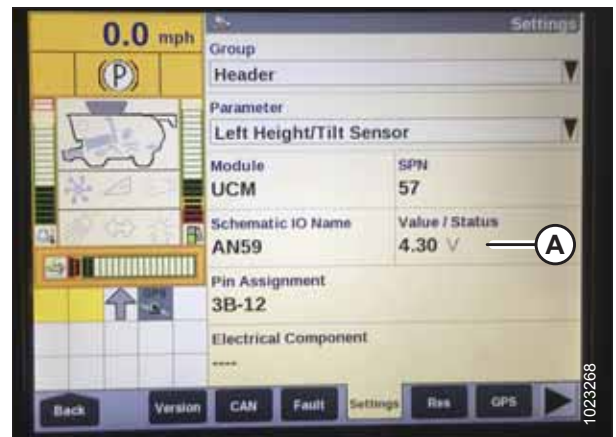 0.0 mph
(P)
Settings
Group
Header
Parameter
Left Height/Tilt Sensor
Module
UCM
SPN
57
Schematic IO Name
AN59
Value / Status
4.30 V
A
Pin Assignment
3B-12
Electrical Component
----
GPS
Back
Version
CAN
Fault
Settings
Res
GPS
1023268